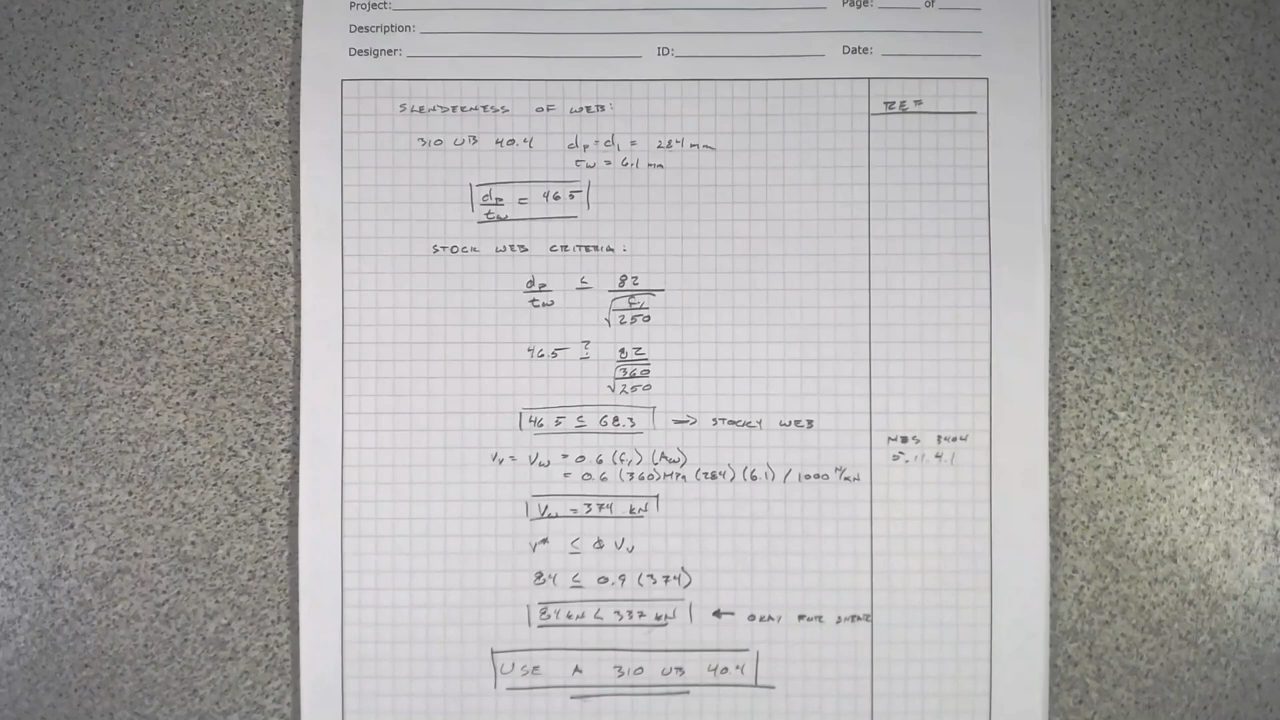 Project: Page: of
Description:
Designer: ID: Date:
SLENDERNESS OF WEB:
REF
310 UB 40.4 dp = d1 = 284 mm
tw = 6.1 mm
dp/tw = 46.5
STOCK WEB CRITERIA:
dp/tw ≤ 82/√(fy/250)
46.5 ≤? 82/√(360/250)
46.5 ≤ 68.3 => STOCKY WEB
NZS 3404
5.11.4.1
Vv = Vw = 0.6 (fy) (Aw)
= 0.6 (360) MPa (284) (6.1) / 1000 N/kN
Vw = 374 kN
V* ≤ φ Vv
84 ≤ 0.9 (374)
84 kN < 337 kN ← OKAY FOR SHEAR
USE A 310 UB 40.4